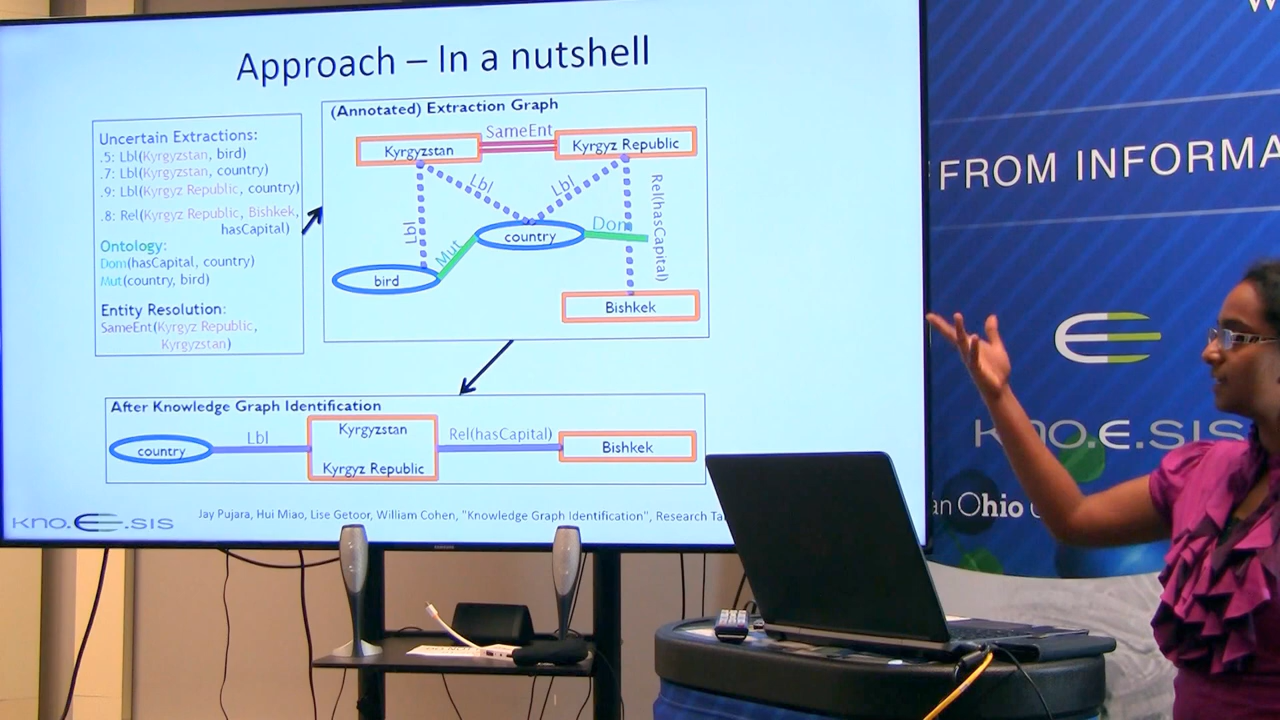 Approach – In a nutshell
Uncertain Extractions:
.5: Lbl(Kyrgyzstan, bird)
.7: Lbl(Kyrgyzstan, country)
.9: Lbl(Kyrgyz Republic, country)
.8: Rel(Kyrgyz Republic, Bishkek,
hasCapital)
Ontology:
Dom(hasCapital, country)
Mut(country, bird)
Entity Resolution:
SameEnt(Kyrgyz Republic,
Kyrgyzstan)
(Annotated) Extraction Graph
Kyrgyzstan
SameEnt
Kyrgyz Republic
Lbl
Lbl
Lbl
Rel(hasCapital)
Mut
country
Dom
bird
Bishkek
After Knowledge Graph Identification
country
Lbl
Kyrgyzstan
Kyrgyz Republic
Rel(hasCapital)
Bishkek
kno.e.sis
Jay Pujara, Hui Miao, Lise Getoor, William Cohen, "Knowledge Graph Identification", Research
FROM
kno.e.sis
Ohio